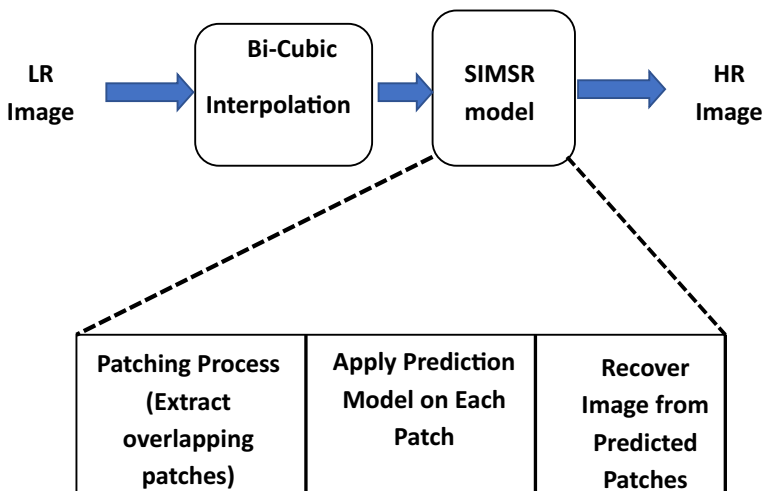 LR
Image
Bi-Cubic
Interpolation
SIMSR
model
HR
Image
Patching Process
(Extract
overlapping
patches)
Apply Prediction
Model on Each
Patch
Recover
Image from
Predicted
Patches